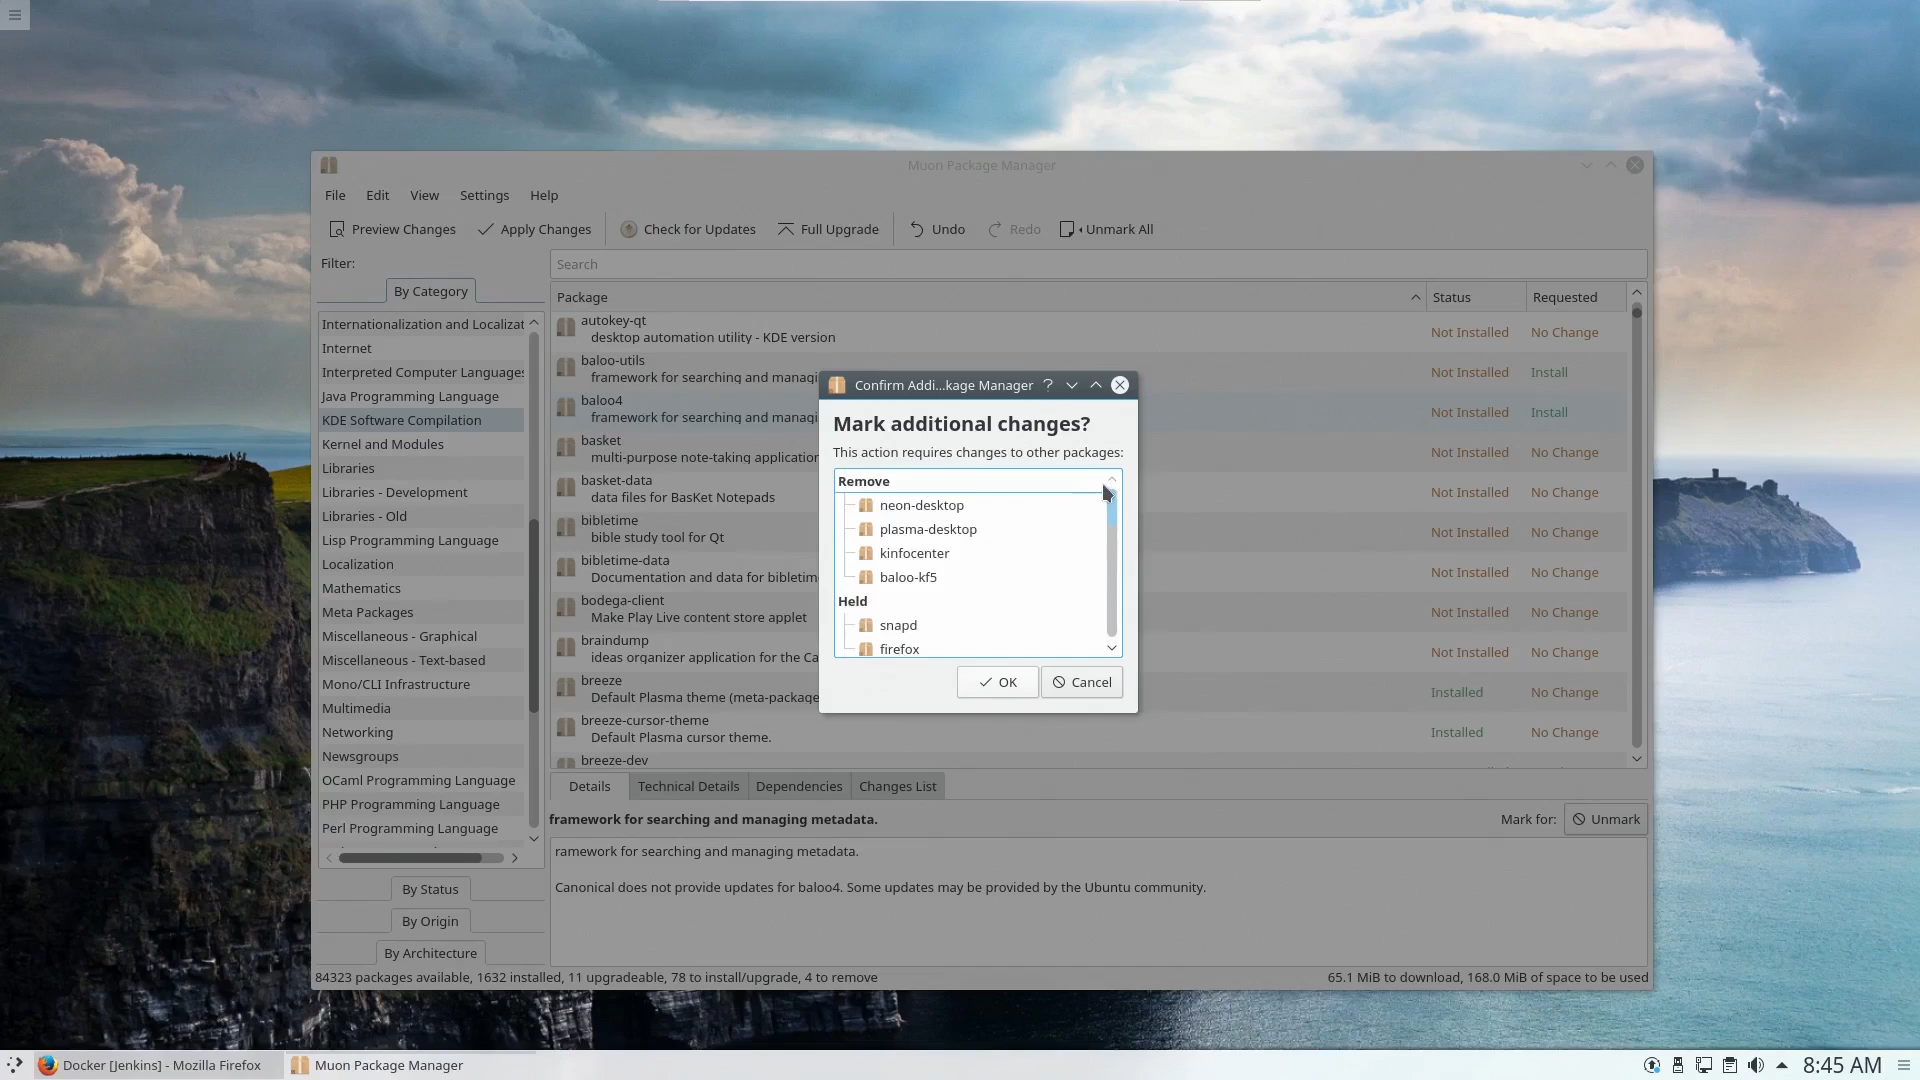 Muon Package Manager
File Edit View Settings Help
Preview Changes Apply Changes Check for Updates Full Upgrade Undo Redo Unmark All
Filter:
Search
By Category
Package Status Requested
Internationalization and Localizat
Internet
Interpreted Computer Languages
Java Programming Language
KDE Software Compilation
Kernel and Modules
Libraries
Libraries - Development
Libraries - Old
Lisp Programming Language
Localization
Mathematics
Meta Packages
Miscellaneous - Graphical
Miscellaneous - Text-based
Mono/CLI Infrastructure
Multimedia
Networking
Newsgroups
OCaml Programming Language
PHP Programming Language
Perl Programming Language
By Status
By Origin
By Architecture
autokey-qt
desktop automation utility - KDE version
Not Installed No Change
baloo-utils
framework for searching and managi
Not Installed Install
baloo4
framework for searching and managi
Not Installed Install
basket
multi-purpose note-taking application
Not Installed No Change
basket-data
data files for BasKet Notepads
Not Installed No Change
bibletime
bible study tool for Qt
Not Installed No Change
bibletime-data
Documentation and data for bibletim
Not Installed No Change
bodega-client
Make Play Live content store applet
Not Installed No Change
braindump
ideas organizer application for the Ca
Not Installed No Change
breeze
Default Plasma theme (meta-package
Installed No Change
breeze-cursor-theme
Default Plasma cursor theme.
Installed No Change
breeze-dev
Confirm Addi...kage Manager ?
Mark additional changes?
This action requires changes to other packages:
Remove
neon-desktop
plasma-desktop
kinfocenter
baloo-kf5
Held
snapd
firefox
OK Cancel
Details Technical Details Dependencies Changes List
framework for searching and managing metadata. Mark for: Unmark
ramework for searching and managing metadata.
Canonical does not provide updates for baloo4. Some updates may be provided by the Ubuntu community.
84323 packages available, 1632 installed, 11 upgradeable, 78 to install/upgrade, 4 to remove 65.1 MiB to download, 168.0 MiB of space to be used
Docker [Jenkins] - Mozilla Firefox Muon Package Manager 8:45 AM